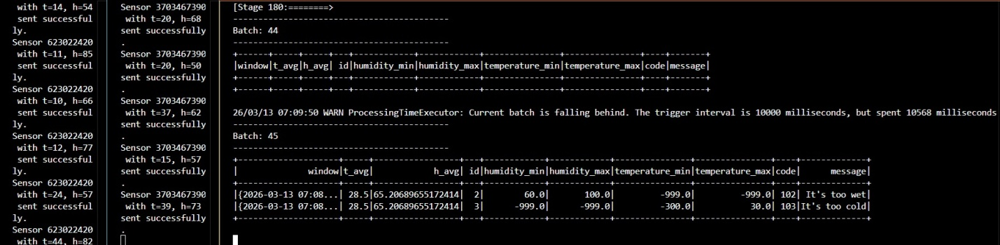 with t=14, h=54
sent successful
ly.
Sensor 623022420
with t=11, h=85
sent successful
ly.
Sensor 623022420
with t=10, h=66
sent successful
ly.
Sensor 623022420
with t=12, h=77
sent successful
ly.
Sensor 623022420
with t=24, h=57
sent successful
ly.
Sensor 623022420
with t=44, h=82
Sensor 3703467390
with t=20, h=68
sent successfully
.
Sensor 3703467390
with t=20, h=50
sent successfully
.
Sensor 3703467390
with t=37, h=62
sent successfully
.
Sensor 3703467390
with t=15, h=57
sent successfully
.
Sensor 3703467390
with t=39, h=73
sent successfully
.
[Stage 180:========>
-------------------------------------------
Batch: 44
-------------------------------------------
+------+-----+-----+---+------------+------------+---------------+---------------+----+-------+
|window|t_avg|h_avg| id|humidity_min|humidity_max|temperature_min|temperature_max|code|message|
+------+-----+-----+---+------------+------------+---------------+---------------+----+-------+
+------+-----+-----+---+------------+------------+---------------+---------------+----+-------+
26/03/13 07:09:50 WARN ProcessingTimeExecutor: Current batch is falling behind. The trigger interval is 10000 milliseconds, but spent 10568 milliseconds
-------------------------------------------
Batch: 45
-------------------------------------------
+--------------------+-----+-----------------+---+------------+------------+---------------+---------------+----+-------------+
|              window|t_avg|            h_avg| id|humidity_min|humidity_max|temperature_min|temperature_max|code|      message|
+--------------------+-----+-----------------+---+------------+------------+---------------+---------------+----+-------------+
|{2026-03-13 07:08...| 28.5|65.20689655172414|  2|        60.0|       100.0|         -999.0|         -999.0| 102| It's too wet|
|{2026-03-13 07:08...| 28.5|65.20689655172414|  3|      -999.0|      -999.0|         -300.0|           30.0| 103|It's too cold|
+--------------------+-----+-----------------+---+------------+------------+---------------+---------------+----+-------------+